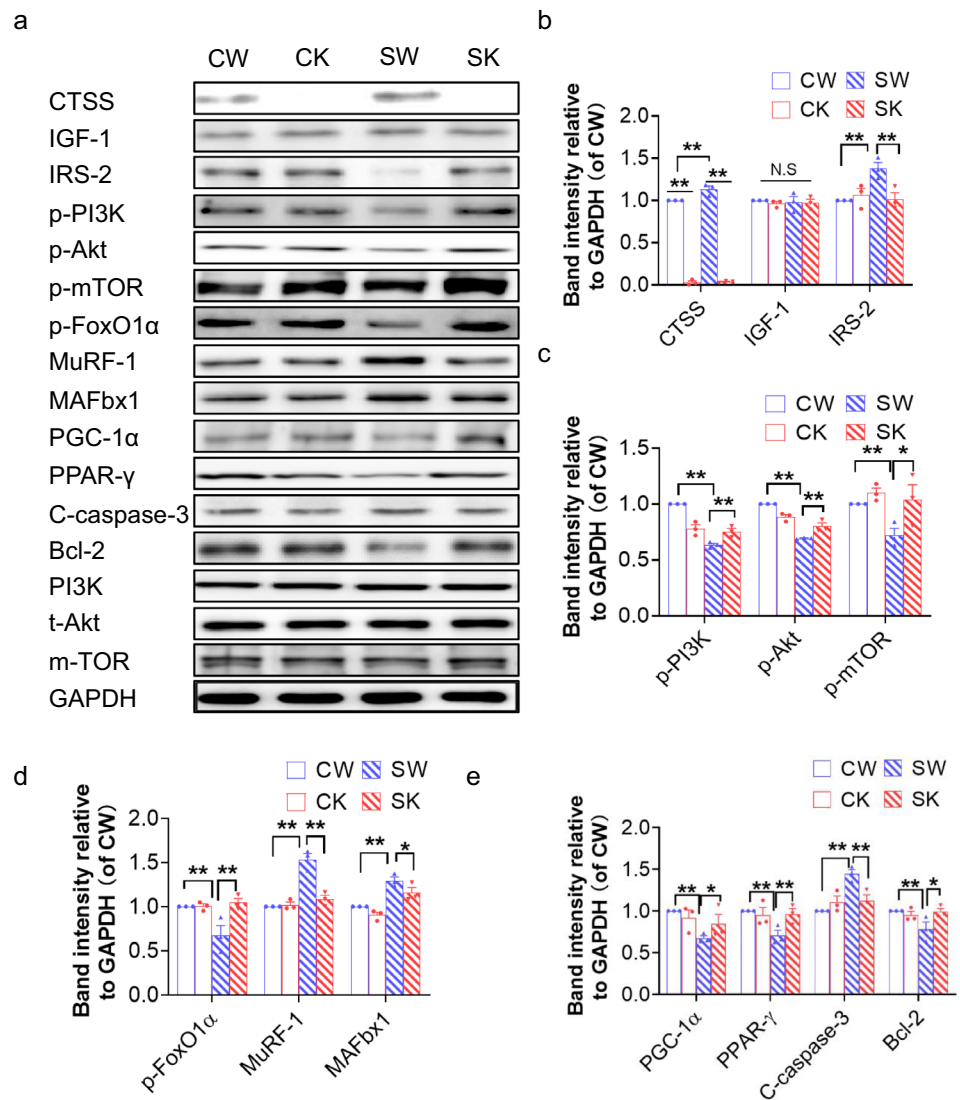 a
CW CK SW SK
CTSS
IGF-1
IRS-2
p-PI3K
p-Akt
p-mTOR
p-FoxO1α
MuRF-1
MAFbx1
PGC-1α
PPAR-γ
C-caspase-3
Bcl-2
PI3K
t-Akt
m-TOR
GAPDH
b
CW SW
CK SK
Band intensity relative
to GAPDH (of CW)
2.0
1.5
1.0
0.5
0.0
** ** ** N.S ** **
CTSS IGF-1 IRS-2
c
CW SW
CK SK
Band intensity relative
to GAPDH (of CW)
1.5
1.0
0.5
0.0
** ** ** ** ** *
p-PI3K p-Akt p-mTOR
d
CW SW
CK SK
Band intensity relative
to GAPDH (of CW)
2.0
1.5
1.0
0.5
0.0
** ** ** ** ** *
p-FoxO1α MuRF-1 MAFbx1
e
CW SW
CK SK
Band intensity relative
to GAPDH (of CW)
2.0
1.5
1.0
0.5
0.0
** * ** ** ** ** ** *
PGC-1α PPAR-γ C-caspase-3 Bcl-2